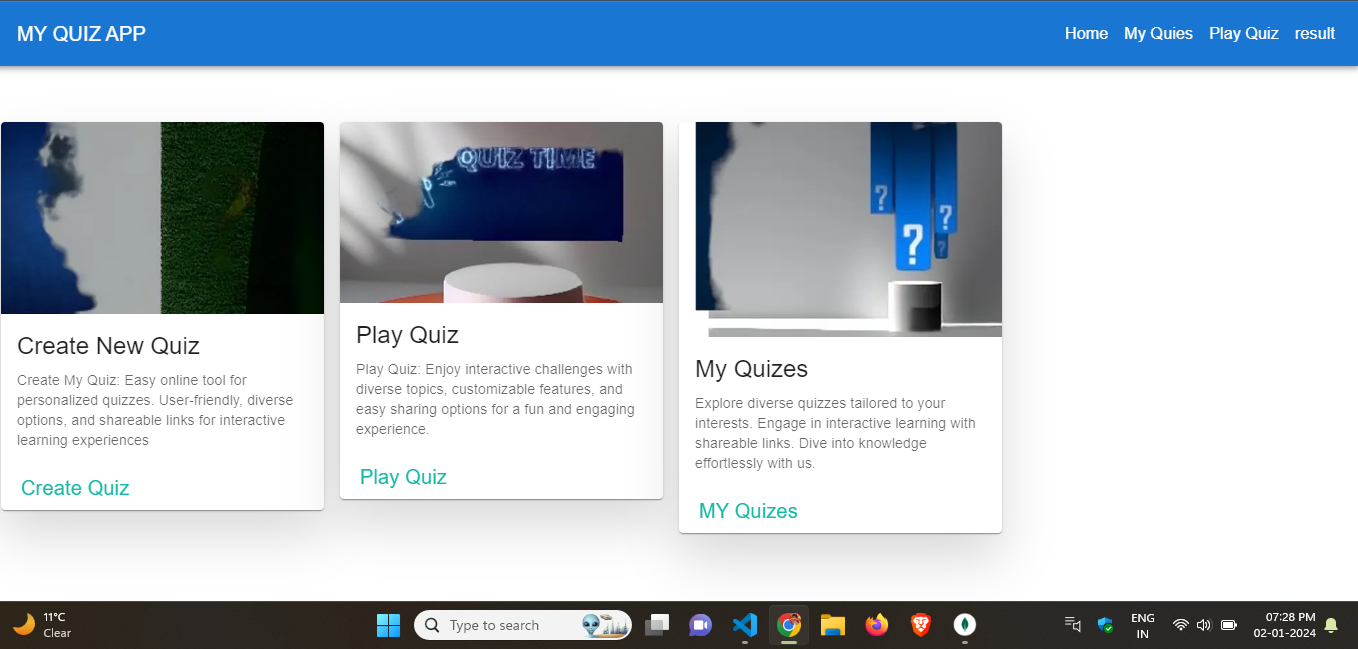 MY QUIZ APP
Home My Quies Play Quiz result
QUIZ TIME
? ? ? ?
Create New Quiz
Create My Quiz: Easy online tool for
personalized quizzes. User-friendly, diverse
options, and shareable links for interactive
learning experiences
Create Quiz
Play Quiz
Play Quiz: Enjoy interactive challenges with
diverse topics, customizable features, and
easy sharing options for a fun and engaging
experience.
Play Quiz
My Quizes
Explore diverse quizzes tailored to your
interests. Engage in interactive learning with
shareable links. Dive into knowledge
effortlessly with us.
MY Quizes
11°C
Clear
Type to search
ENG
IN
07:28 PM
02-01-2024